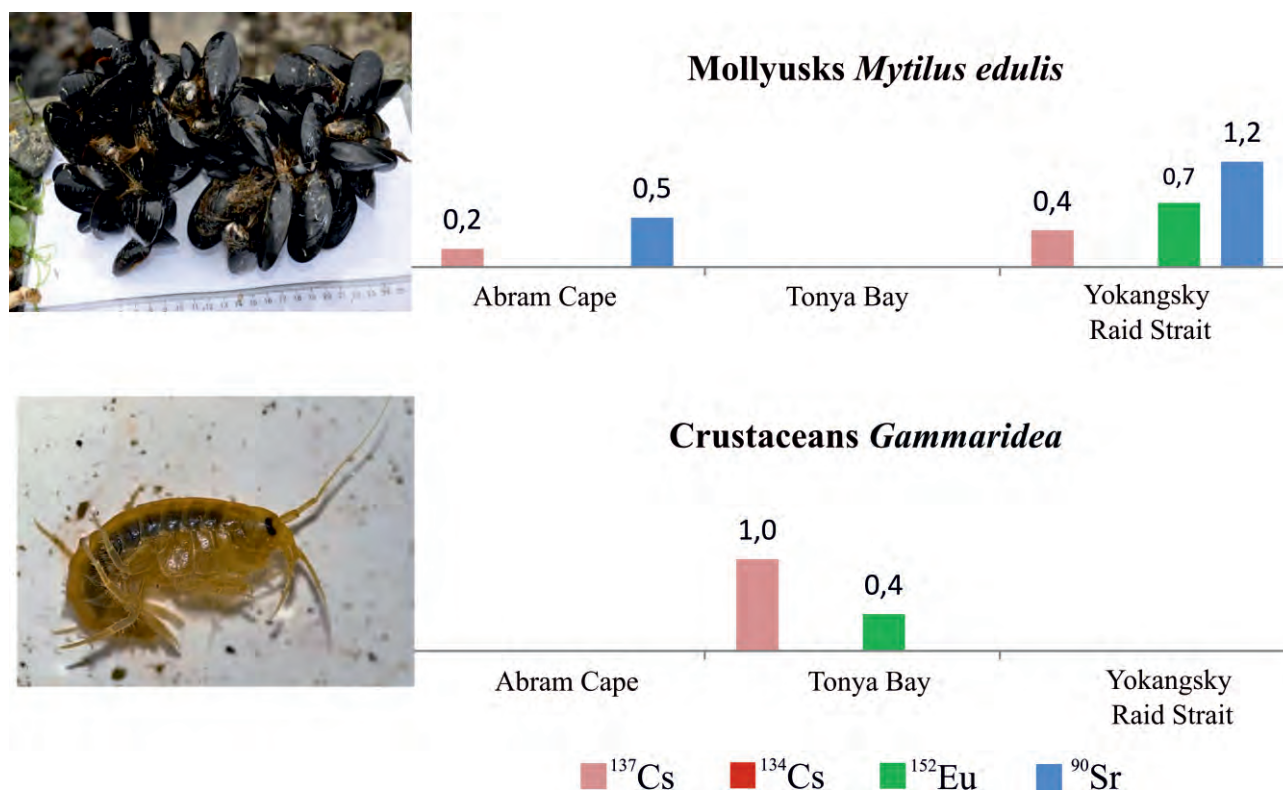 Mollyusks Mytilus edulis
0,2
0,5
0,4
0,7
1,2
Abram Cape
Tonya Bay
Yokangsky
Raid Strait
Crustaceans Gammaridea
1,0
0,4
Abram Cape
Tonya Bay
Yokangsky
Raid Strait
¹³⁷Cs ¹³⁴Cs ¹⁵²Eu ⁹⁰Sr